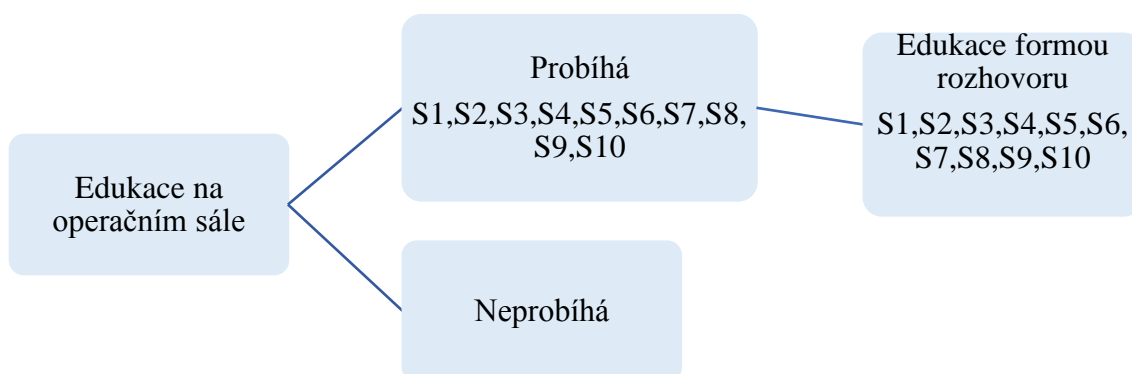 Edukace na
operačním sále
Probíhá
S1,S2,S3,S4,S5,S6,S7,S8,
S9,S10
Neprobíhá
Edukace formou
rozhovoru
S1,S2,S3,S4,S5,S6,
S7,S8,S9,S10